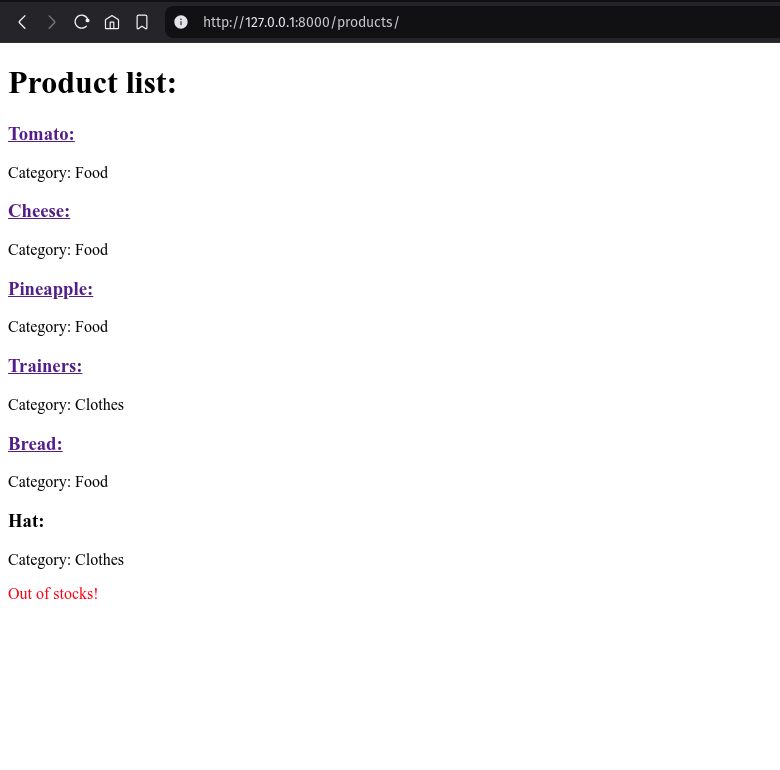 http://127.0.0.1:8000/products/
Product list:
Tomato:
Category: Food
Cheese:
Category: Food
Pineapple:
Category: Food
Trainers:
Category: Clothes
Bread:
Category: Food
Hat:
Category: Clothes
Out of stocks!